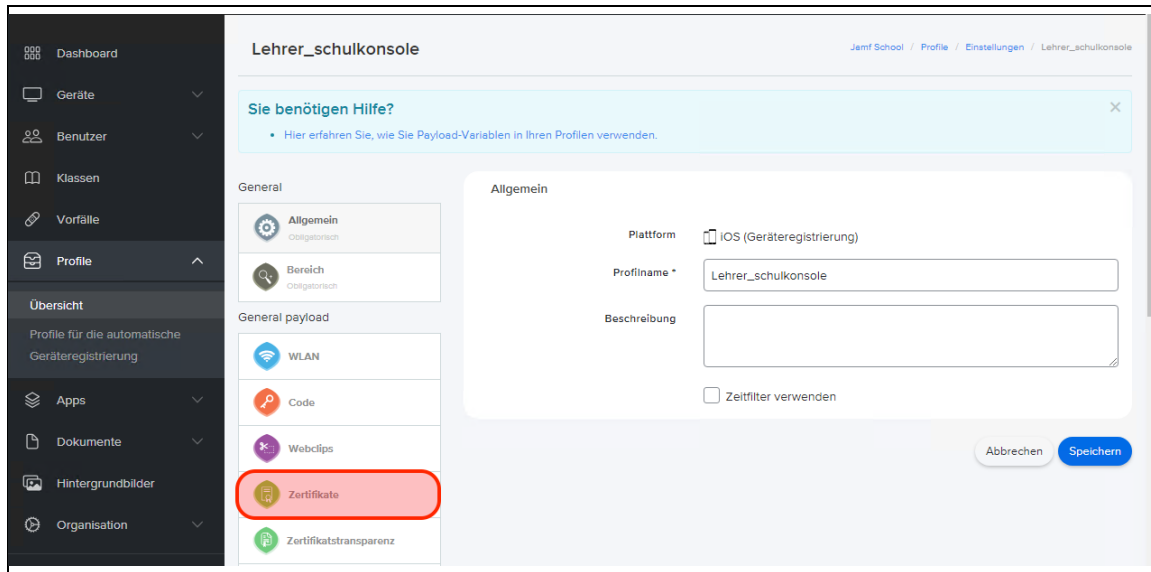 Dashboard
Geräte
Benutzer
Klassen
Vorfälle
Profile
Übersicht
Profile für die automatische
Geräteregistrierung
Apps
Dokumente
Hintergrundbilder
Organisation
Lehrer_schulkonsole
Jamf School / Profile / Einstellungen / Lehrer_schulkonsole
Sie benötigen Hilfe?
• Hier erfahren Sie, wie Sie Payload-Variablen in Ihren Profilen verwenden.
General
Allgemein
Obligatorisch
Bereich
Obligatorisch
General payload
WLAN
Code
Webclips
Zertifikate
Zertifikatstransparenz
Allgemein
Plattform
iOS (Geräteregistrierung)
Profilname *
Lehrer_schulkonsole
Beschreibung
Zeitfilter verwenden
Abbrechen
Speichern